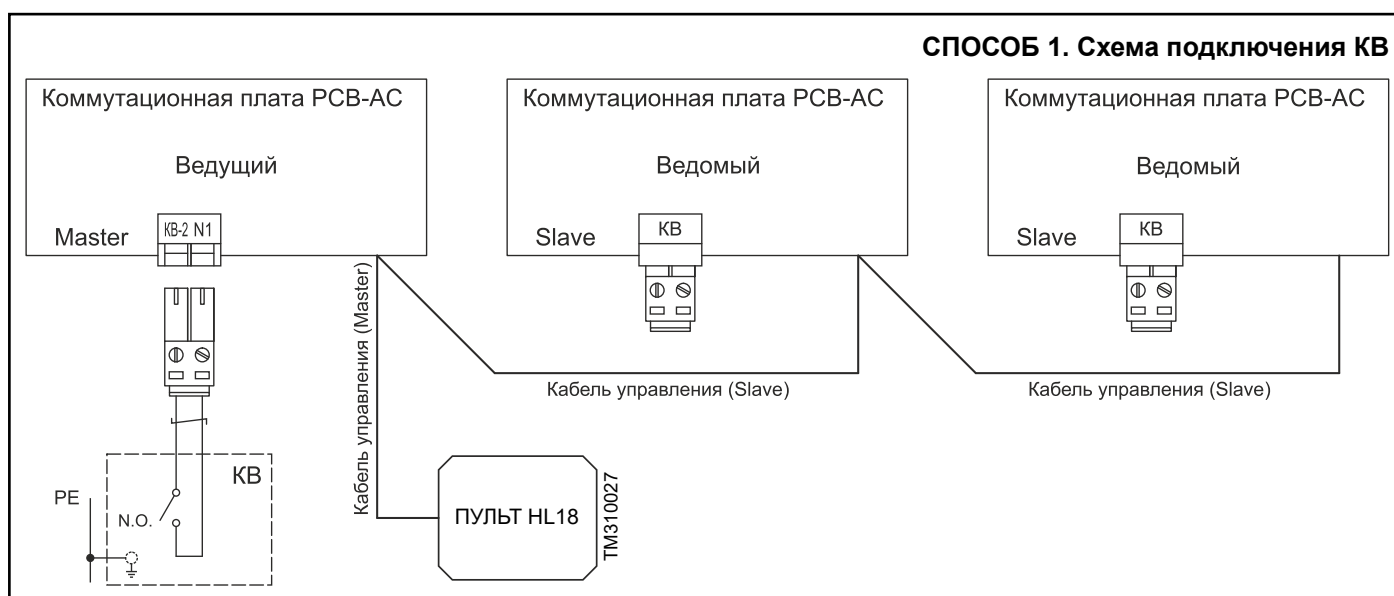 СПОСОБ 1. Схема подключения КВ
Коммутационная плата PCB-AC
Ведущий
Master
КВ-2 N1
Коммутационная плата PCB-AC
Ведомый
Slave
КВ
Коммутационная плата PCB-AC
Ведомый
Slave
КВ
Кабель управления (Master)
Кабель управления (Slave)
Кабель управления (Slave)
КВ
PE
N.O.
ПУЛЬТ HL18
TM310027